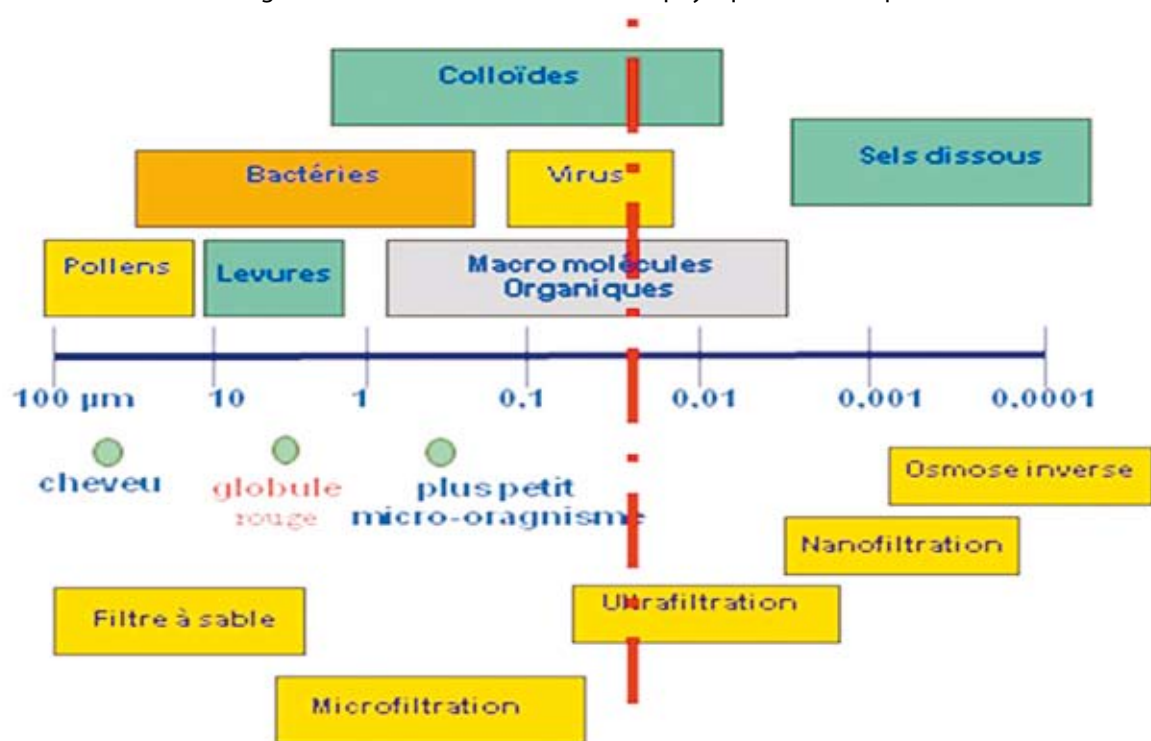 Colloïdes
Sels dissous
Bactéries
Virus
Pollens
Levures
Macro molécules
Organiques
100 µm
10
1
0.1
0.01
0.001
0.0001
cheveu
globule
rouge
plus petit
micro-oragnisme
Osmose inverse
Nanofiltration
Ultrafiltration
Filtre à sable
Microfiltration